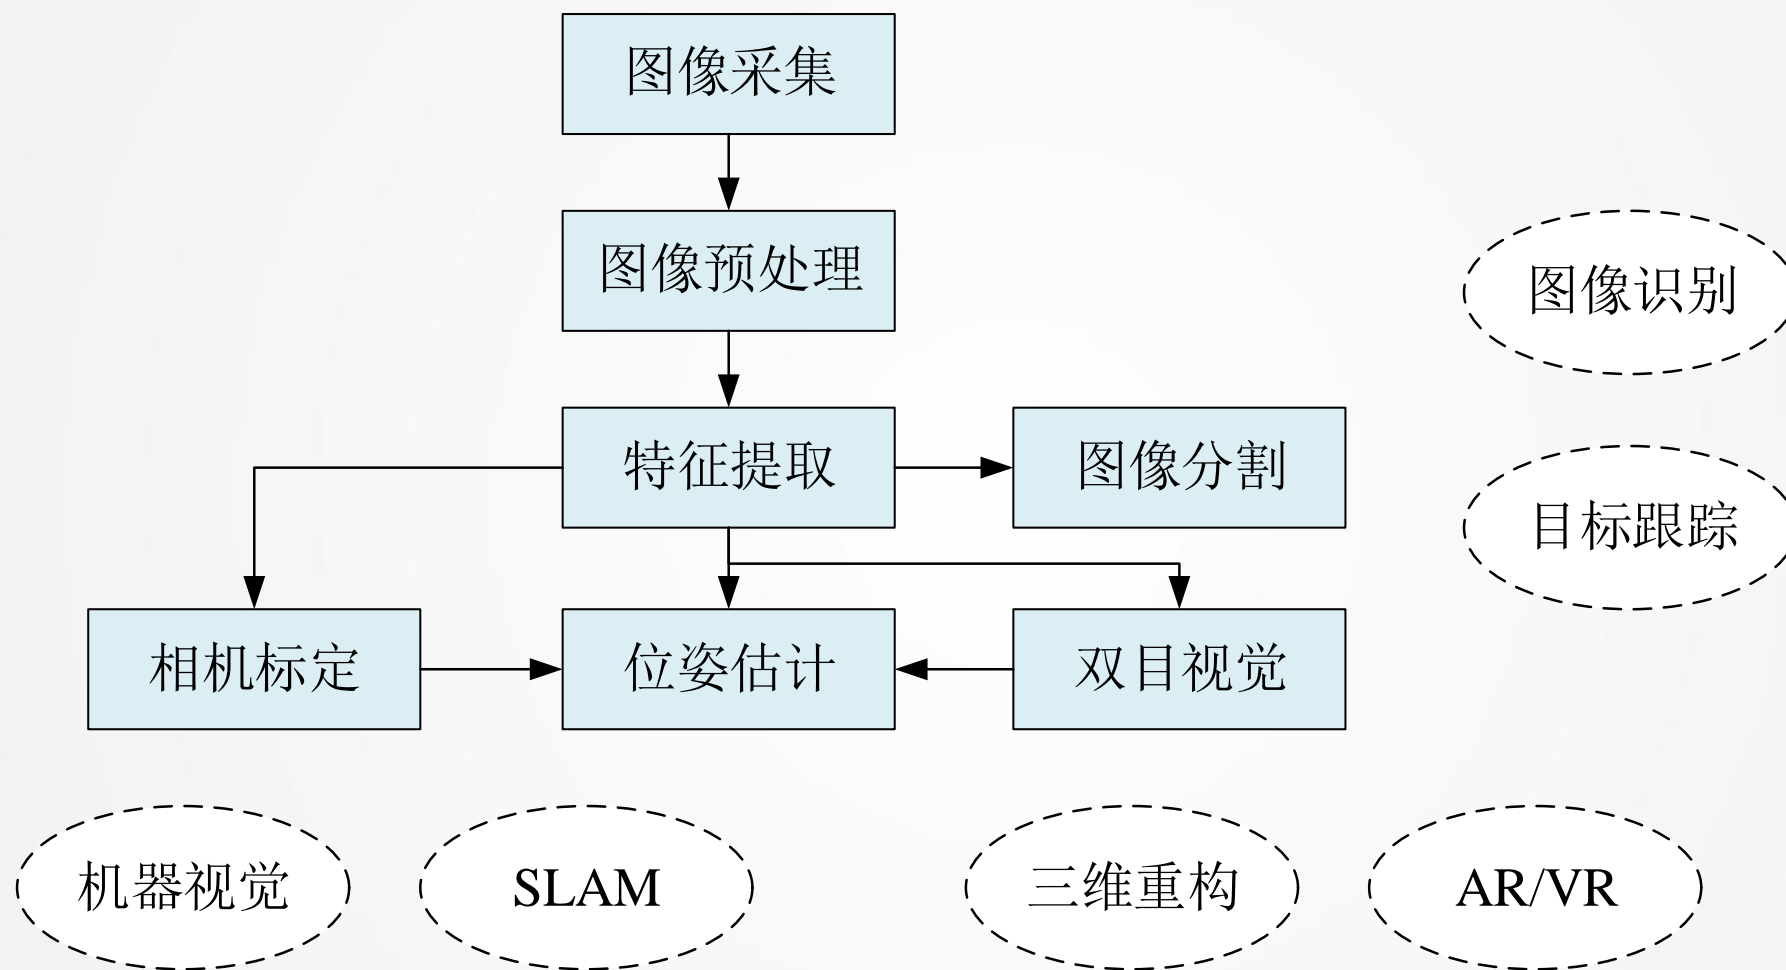 图像采集
图像预处理
图像识别
特征提取
图像分割
目标跟踪
相机标定
位姿估计
双目视觉
机器视觉
SLAM
三维重构
AR/VR